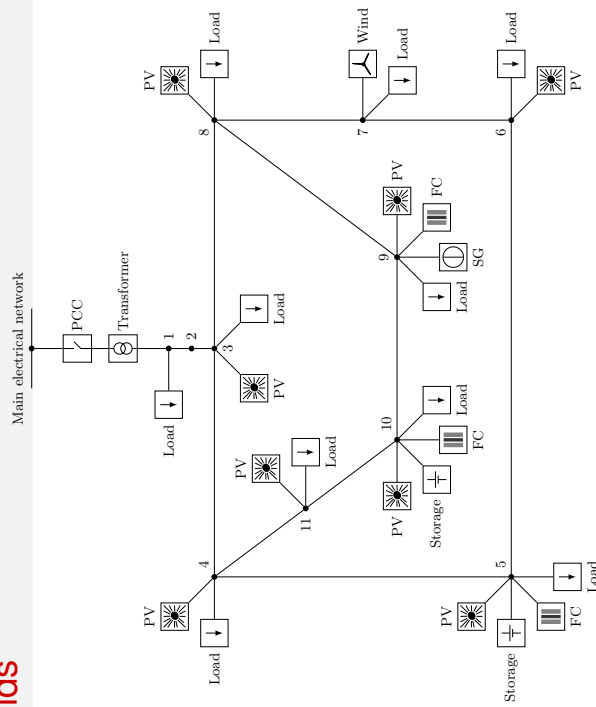 ids
Main electrical network
PCC
Transformer
Load
1
2
PV
Load
4
8
PV
Load
3
PV
Load
PV
11
Load
Wind
7
Load
10
9
PV
PV
Storage
FC
Load
Load
SG
FC
PV
5
6
Load
Storage
FC
Load
PV